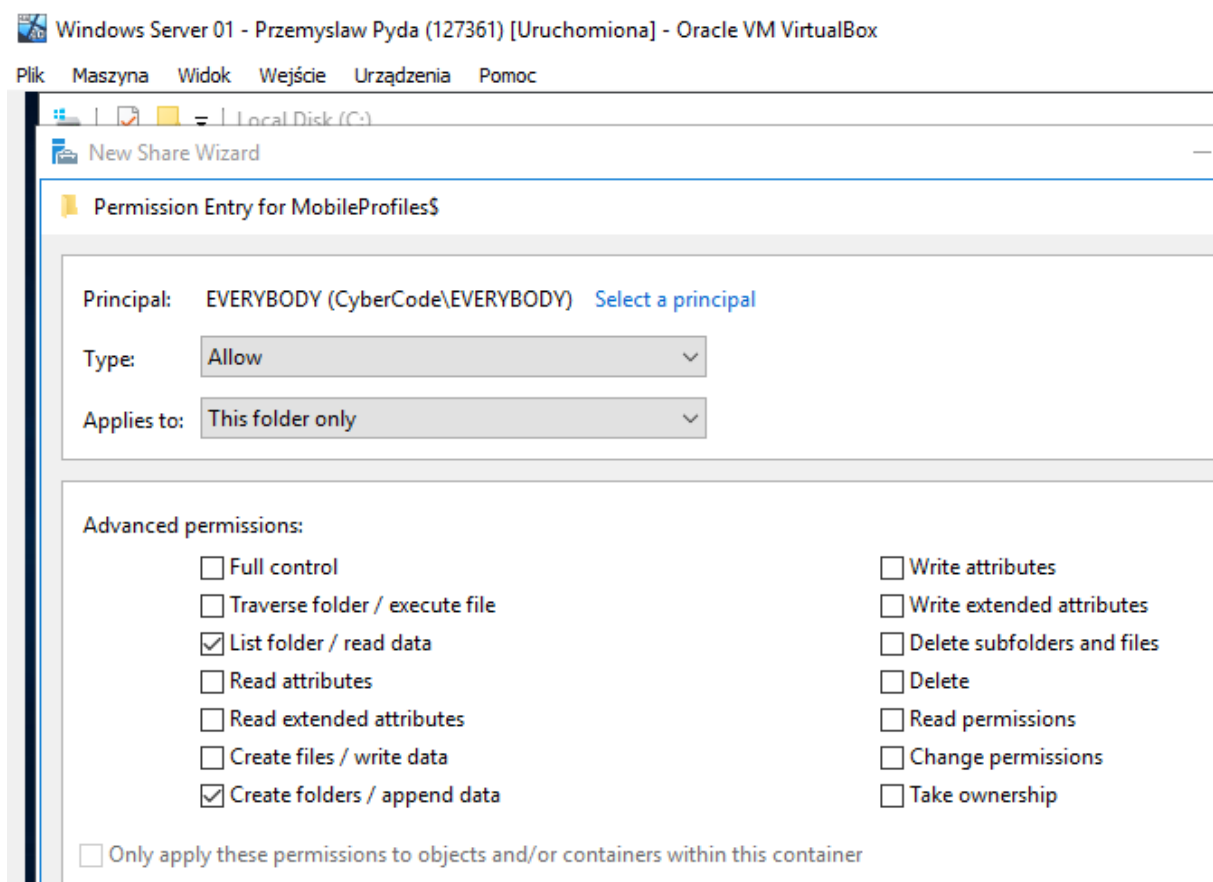 Windows Server 01 - Przemyslaw Pyda (127361) [Uruchomiona] - Oracle VM VirtualBox
Plik Maszyna Widok Wejście Urządzenia Pomoc
Local Disk (C:)
New Share Wizard
Permission Entry for MobileProfiles$
Principal: EVERYBODY (CyberCode\EVERYBODY) Select a principal
Type: Allow
Applies to: This folder only
Advanced permissions:
Full control Write attributes
Traverse folder / execute file Write extended attributes
List folder / read data Delete subfolders and files
Read attributes Delete
Read extended attributes Read permissions
Create files / write data Change permissions
Create folders / append data Take ownership
Only apply these permissions to objects and/or containers within this container